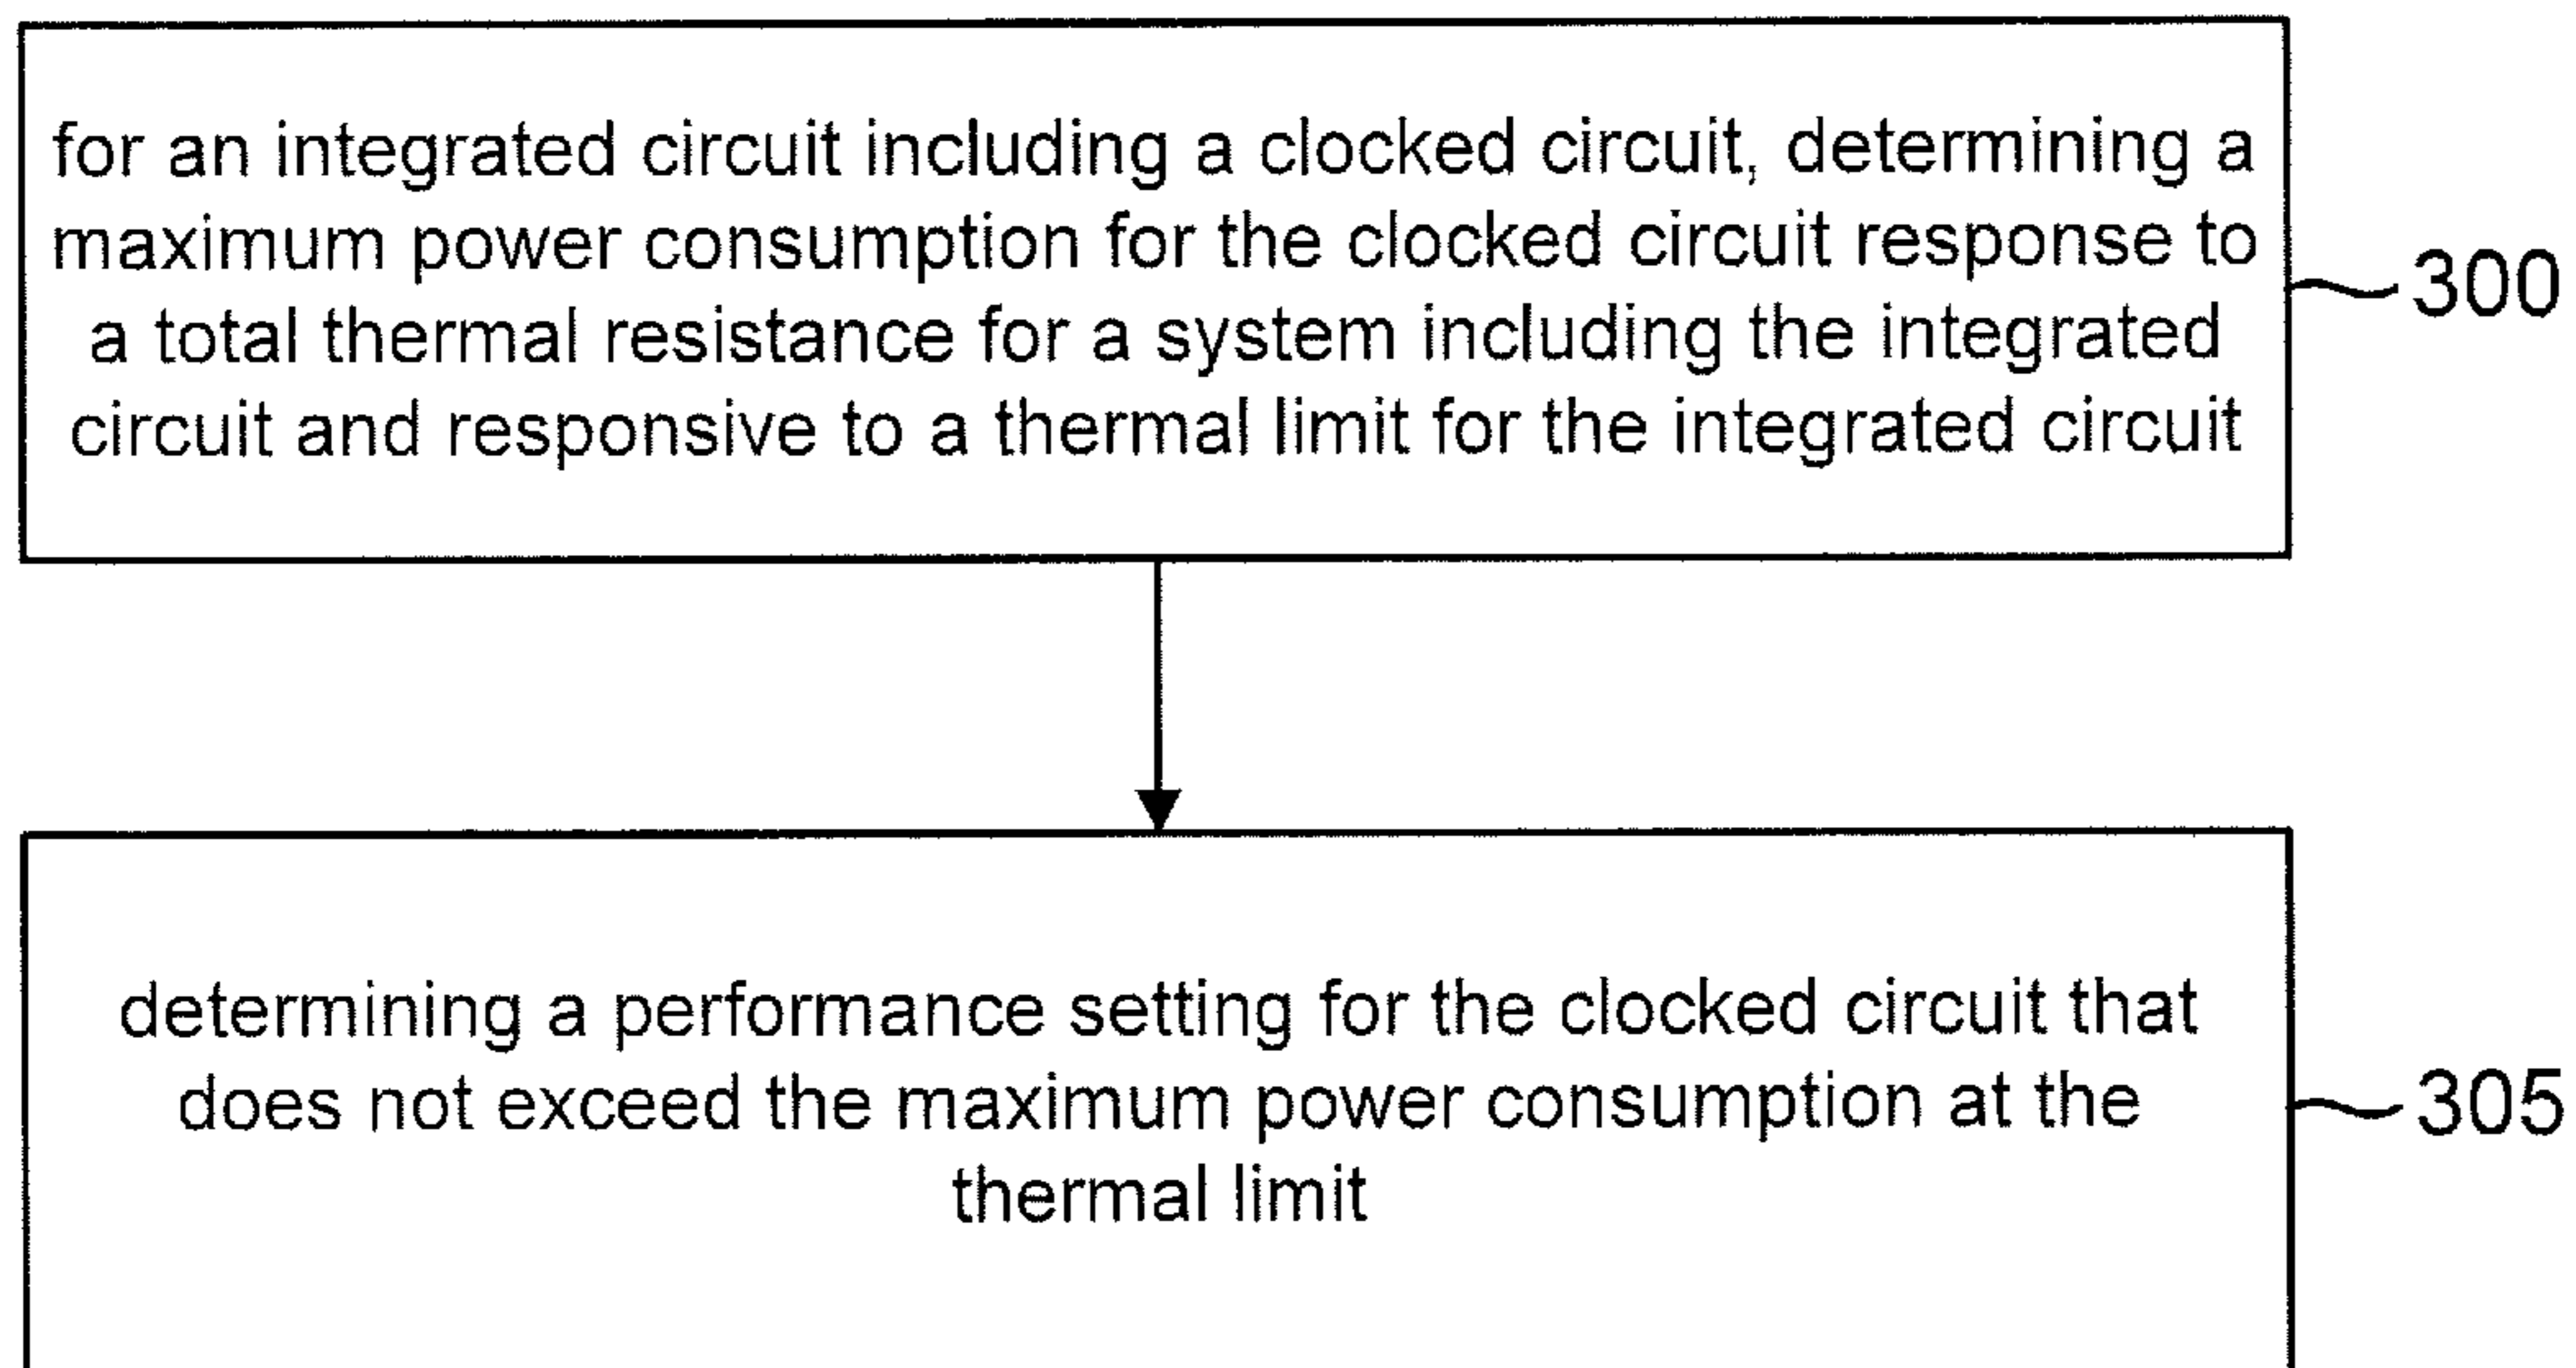 for an integrated circuit including a clocked circuit, determining a
maximum power consumption for the clocked circuit response to
a total thermal resistance for a system including the integrated
circuit and responsive to a thermal limit for the integrated circuit
300
determining a performance setting for the clocked circuit that
does not exceed the maximum power consumption at the
thermal limit
305